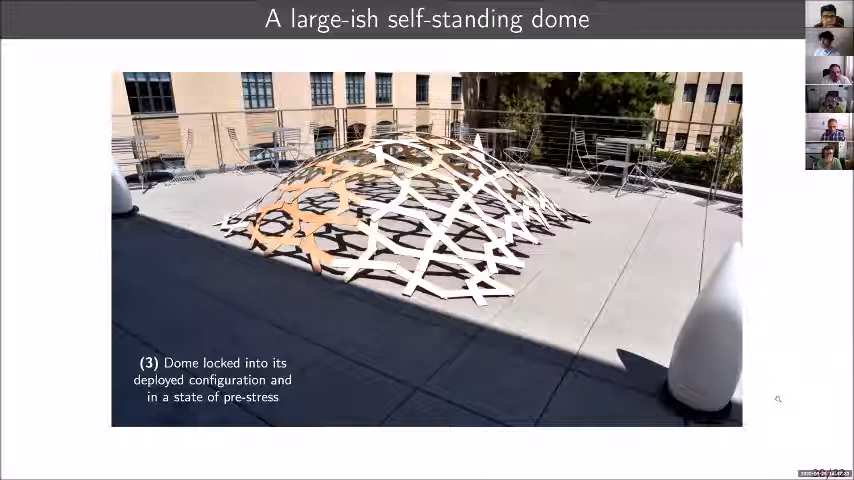 A large-ish self-standing dome
(3) Dome locked into its
deployed configuration and
in a state of pre-stress